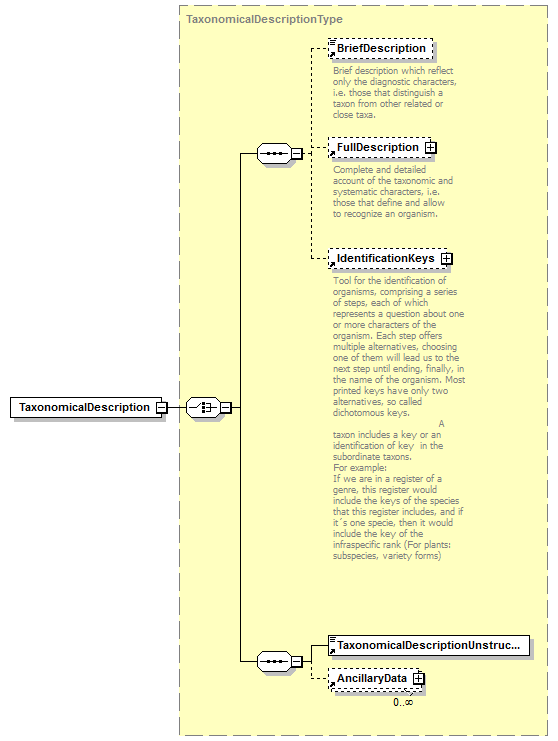 TaxonomicalDescriptionType
BriefDescription
Brief description which reflect
only the diagnostic characters,
i.e. those that distinguish a
taxon from other related or
close taxa.
FullDescription
Complete and detailed
account of the taxonomic and
systematic characters, i.e.
those that define and allow
to recognize an organism.
IdentificationKeys
Tool for the identification of
organisms, comprising a series
of steps, each of which
represents a question about one
or more characters of the
organism. Each step offers
multiple alternatives, choosing
one of them will lead us to the
next step until ending, finally, in
the name of the organism. Most
printed keys have only two
alternatives, so called
dichotomous keys.
A
taxon includes a key or an
identification of key  in the
subordinate taxons.
For example:
If we are in a register of a
genre, this register would
include the keys of the species
that this register includes, and if
it´s one specie, then it would
include the key of the
infraspecific rank (For plants:
subspecies, variety forms)
TaxonomicalDescription
TaxonomicalDescriptionUnstruc...
AncillaryData
0..∞